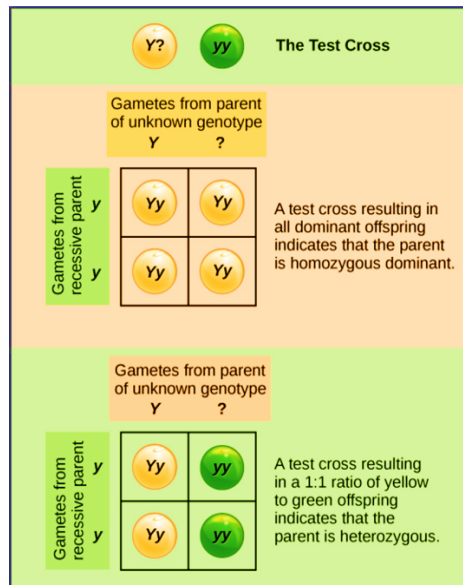 Y? yy The Test Cross
Gametes from parent
of unknown genotype
Y ?
Gametes from
recessive parent
y Yy Yy
y Yy Yy
A test cross resulting in
all dominant offspring
indicates that the parent
is homozygous dominant.
Gametes from parent
of unknown genotype
Y ?
Gametes from
recessive parent
y Yy yy
y Yy yy
A test cross resulting
in a 1:1 ratio of yellow
to green offspring
indicates that the
parent is heterozygous.